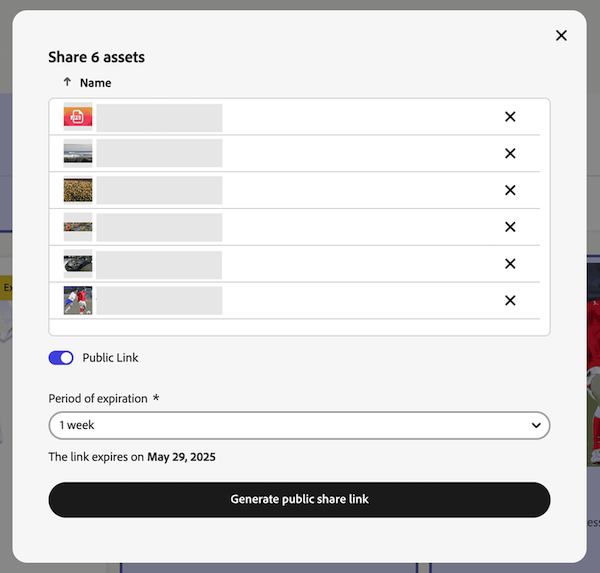 Share 6 assets
Name
Public Link
Period of expiration *
1 week
The link expires on May 29, 2025
Generate public share link